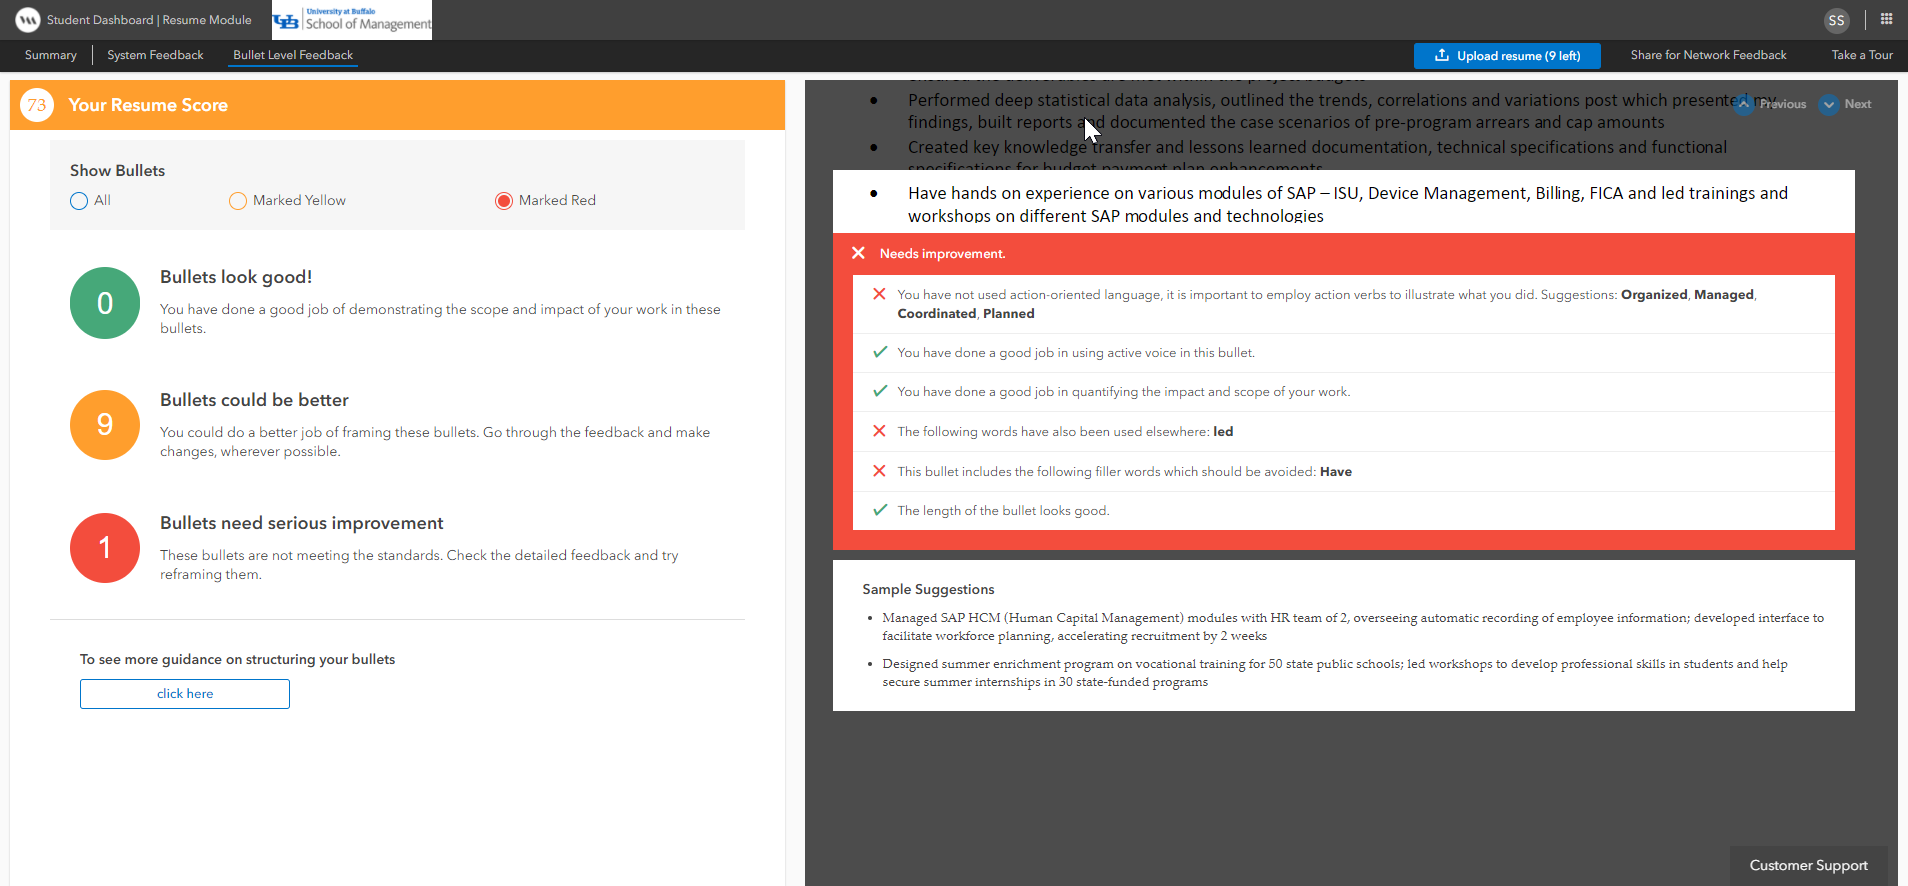 Student Dashboard | Resume Module
University at Buffalo
School of Management
SS
Summary
System Feedback
Bullet Level Feedback
Upload resume (9 left)
Share for Network Feedback
Take a Tour
73
Your Resume Score
Show Bullets
All
Marked Yellow
Marked Red
0
Bullets look good!
You have done a good job of demonstrating the scope and impact of your work in these
bullets.
9
Bullets could be better
You could do a better job of framing these bullets. Go through the feedback and make
changes, wherever possible.
1
Bullets need serious improvement
These bullets are not meeting the standards. Check the detailed feedback and try
reframing them.
To see more guidance on structuring your bullets
click here
ensured the deliverables are met within the project budgets
• Performed deep statistical data analysis, outlined the trends, correlations and variations post which presented my
findings, built reports and documented the case scenarios of pre-program arrears and cap amounts
Previous
Next
• Created key knowledge transfer and lessons learned documentation, technical specifications and functional
specifications for budget payment plan enhancements
• Have hands on experience on various modules of SAP – ISU, Device Management, Billing, FICA and led trainings and
workshops on different SAP modules and technologies
Needs improvement.
You have not used action-oriented language, it is important to employ action verbs to illustrate what you did. Suggestions: Organized, Managed,
Coordinated, Planned
You have done a good job in using active voice in this bullet.
You have done a good job in quantifying the impact and scope of your work.
The following words have also been used elsewhere: led
This bullet includes the following filler words which should be avoided: Have
The length of the bullet looks good.
Sample Suggestions
• Managed SAP HCM (Human Capital Management) modules with HR team of 2, overseeing automatic recording of employee information; developed interface to
facilitate workforce planning, accelerating recruitment by 2 weeks
• Designed summer enrichment program on vocational training for 50 state public schools; led workshops to develop professional skills in students and help
secure summer internships in 30 state-funded programs
Customer Support